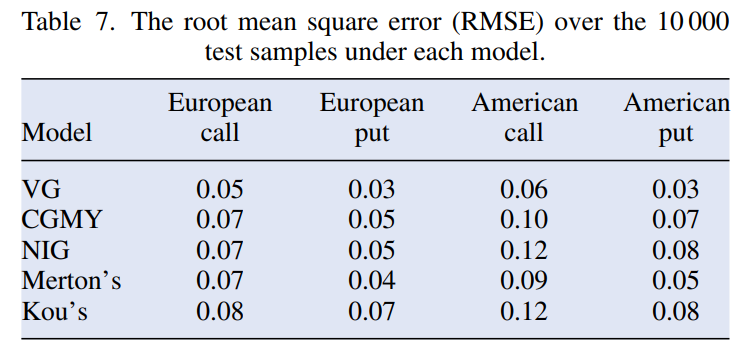 Table 7. The root mean square error (RMSE) over the 10 000
test samples under each model.
European European American American
Model call put call put
VG 0.05 0.03 0.06 0.03
CGMY 0.07 0.05 0.10 0.07
NIG 0.07 0.05 0.12 0.08
Merton's 0.07 0.04 0.09 0.05
Kou's 0.08 0.07 0.12 0.08